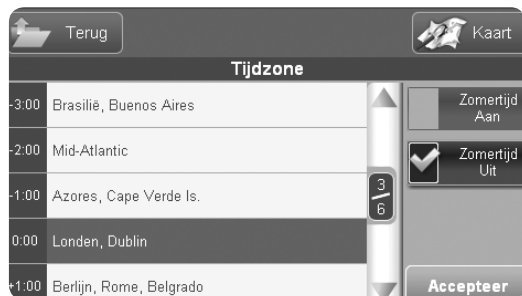 Terug
Kaart
Tijdzone
-3:00 Brasilië, Buenos Aires
-2:00 Mid-Atlantic
-1:00 Azores, Cape Verde Is.
0:00 Londen, Dublin
+1:00 Berlijn, Rome, Belgrado
3
6
Zomertijd
Aan
Zomertijd
Uit
Accepteer